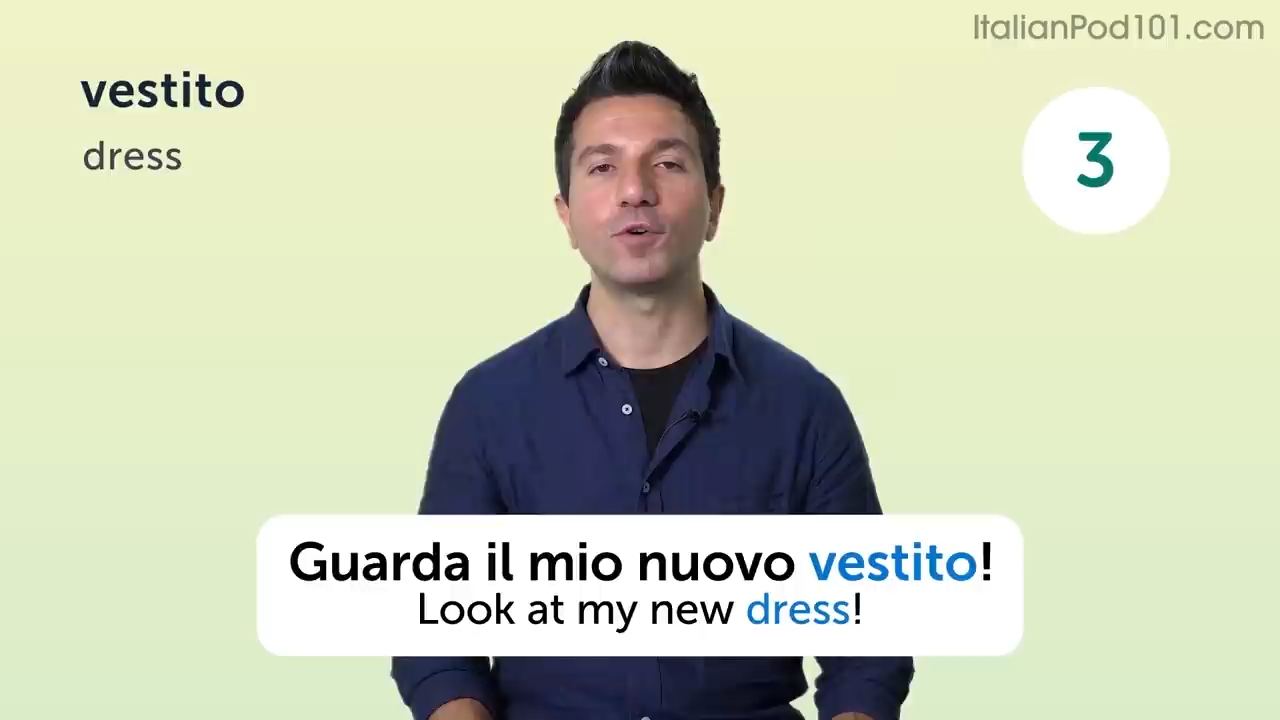 ItalianPod101.com
vestito
dress
3
Guarda il mio nuovo vestito!
Look at my new dress!